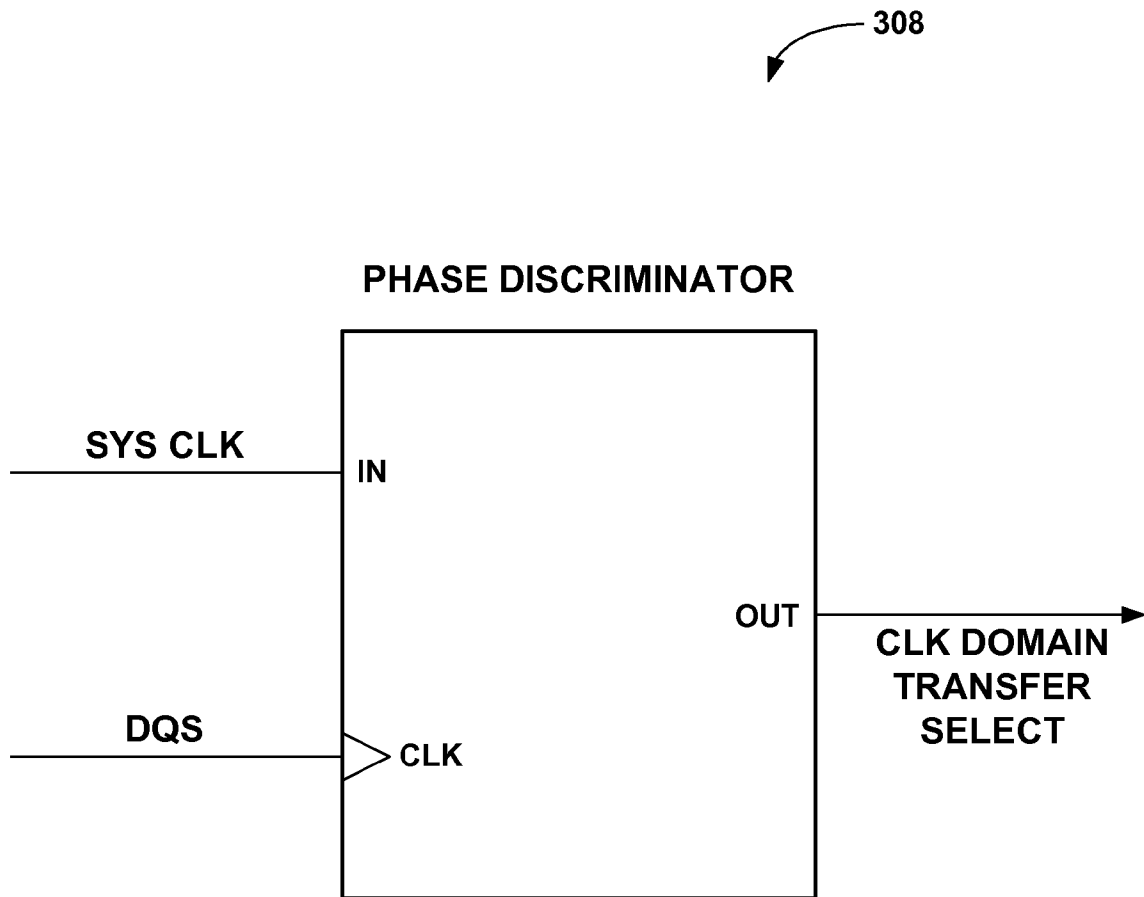 308
PHASE DISCRIMINATOR
SYS CLK
IN
OUT
CLK DOMAIN
TRANSFER
SELECT
DQS
CLK